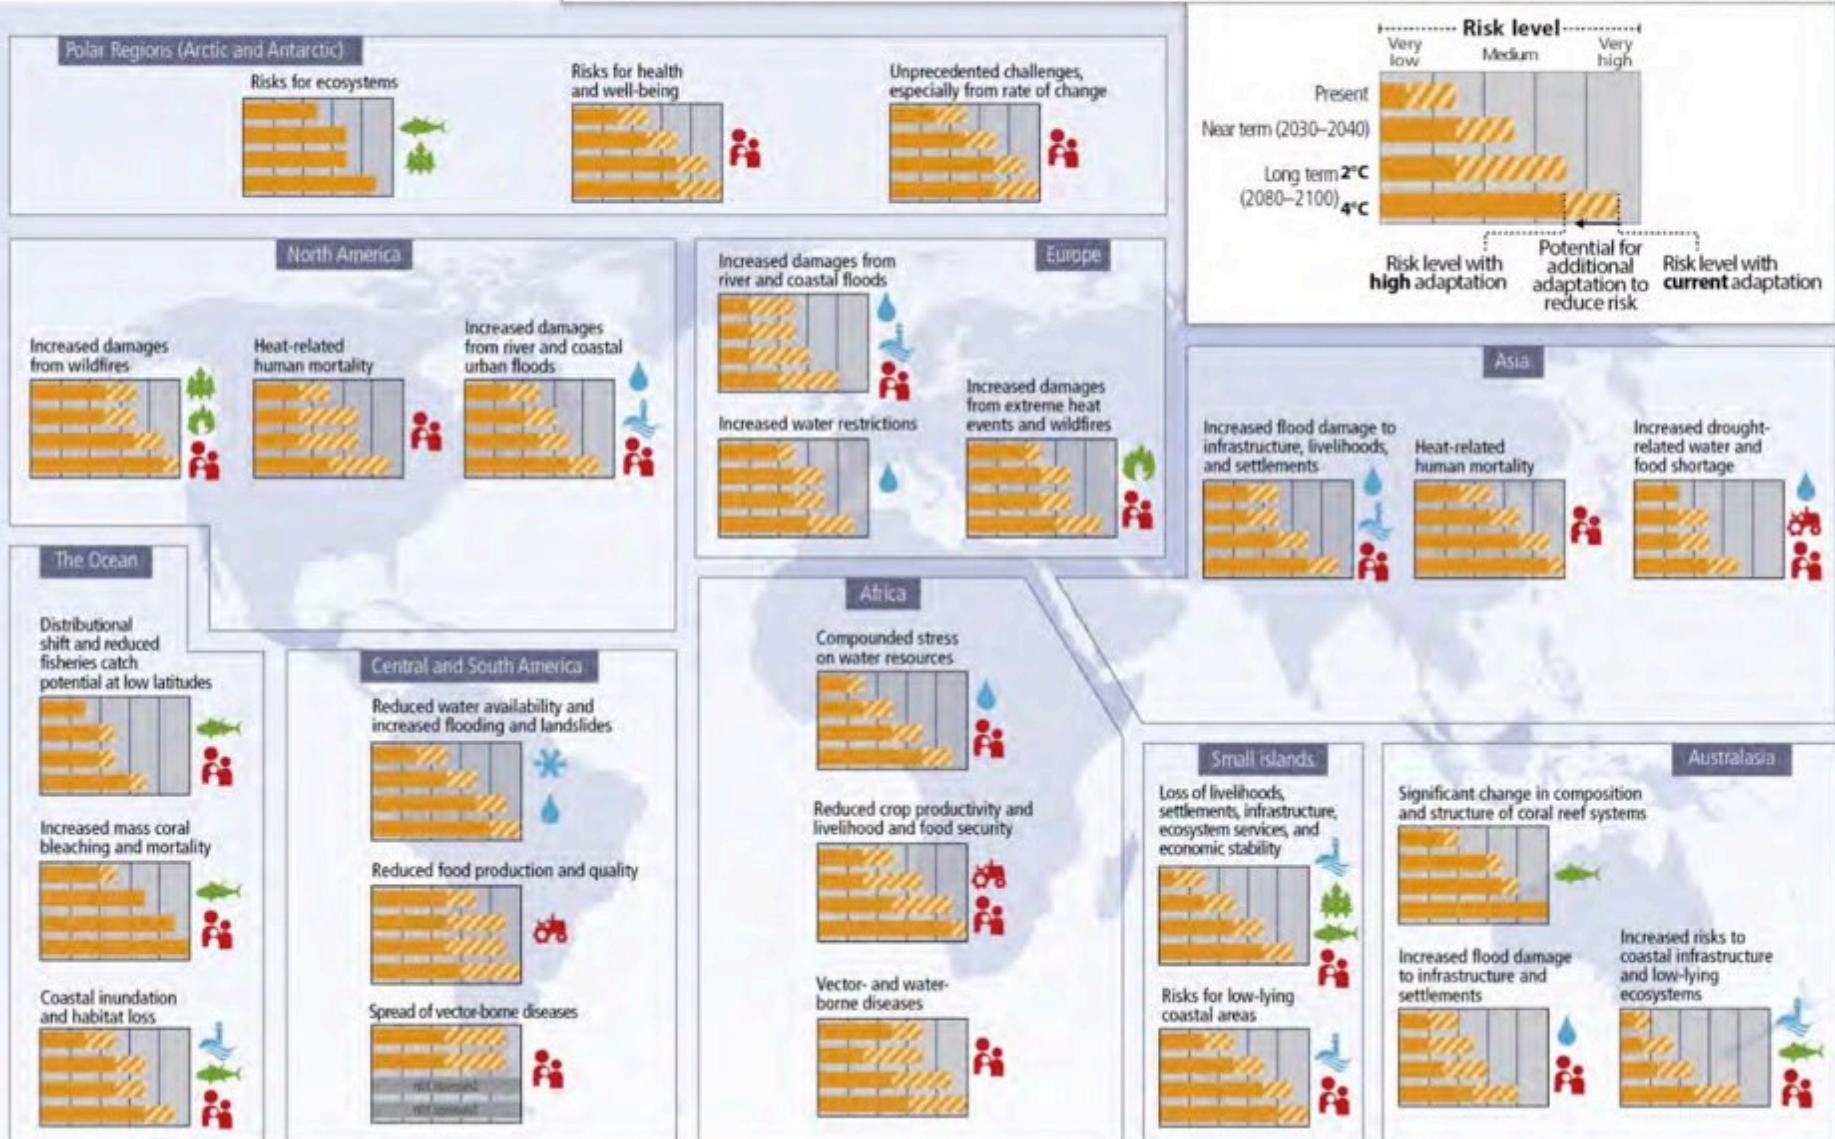 Polar Regions (Arctic and Antarctic)
Risks for ecosystems
Risks for health
and well-being
Unprecedented challenges,
especially from rate of change
Risk level
Very
low
Medium
Very
high
Present
Near term (2030–2040)
Long term 2°C
(2080–2100) 4°C
Risk level with
high adaptation
Potential for
additional
adaptation to
reduce risk
Risk level with
current adaptation
North America
Increased damages
from wildfires
Heat-related
human mortality
Increased damages
from river and coastal
urban floods
Europe
Increased damages from
river and coastal floods
Increased water restrictions
Increased damages
from extreme heat
events and wildfires
Asia
Increased flood damage to
infrastructure, livelihoods,
and settlements
Heat-related
human mortality
Increased drought-
related water and
food shortage
The Ocean
Distributional
shift and reduced
fisheries catch
potential at low latitudes
Increased mass coral
bleaching and mortality
Coastal inundation
and habitat loss
Central and South America
Reduced water availability and
increased flooding and landslides
Reduced food production and quality
Spread of vector-borne diseases
not assessed
not assessed
Africa
Compounded stress
on water resources
Reduced crop productivity and
livelihood and food security
Vector- and water-
borne diseases
Small islands
Loss of livelihoods,
settlements, infrastructure,
ecosystem services, and
economic stability
Risks for low-lying
coastal areas
Australasia
Significant change in composition
and structure of coral reef systems
Increased flood damage
to infrastructure and
settlements
Increased risks to
coastal infrastructure
and low-lying
ecosystems